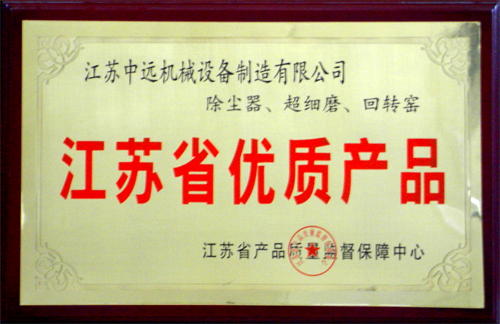 江苏中远机械设备制造有限公司
除尘器、超细磨、回转窑
江苏省优质产品
江苏省产品质量监督保障中心